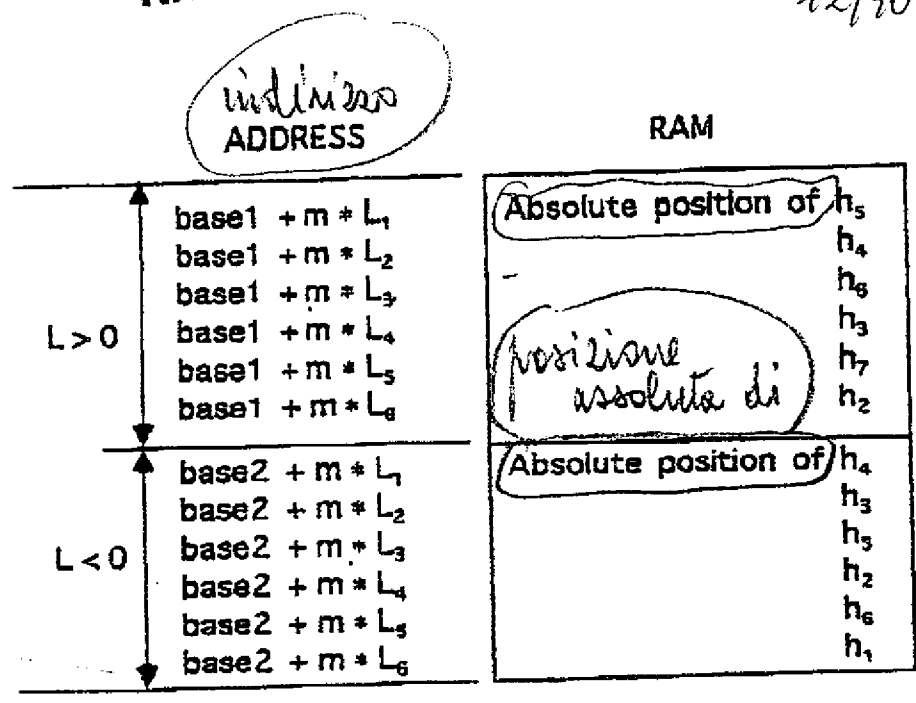 12/90
indirizzo
ADDRESS
RAM
L > 0
base1 + m * L₁
base1 + m * L₂
base1 + m * L₃
base1 + m * L₄
base1 + m * L₅
base1 + m * L₆
Absolute position of h₅
h₄
h₆
h₃
h₇
h₂
posizione
assoluta di
L < 0
base2 + m * L₁
base2 + m * L₂
base2 + m * L₃
base2 + m * L₄
base2 + m * L₅
base2 + m * L₆
Absolute position of h₄
h₃
h₅
h₂
h₆
h₁